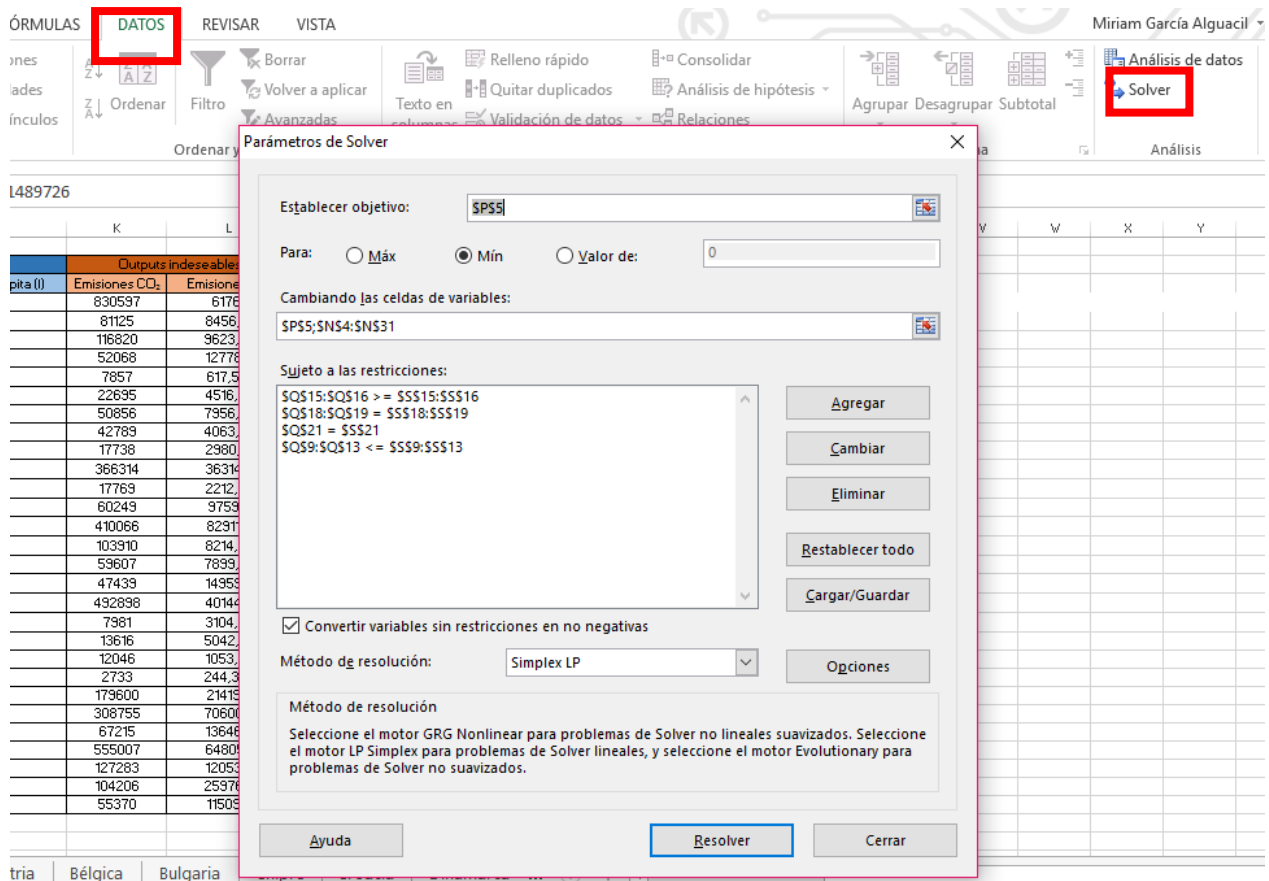 ÓRMULAS DATOS REVISAR VISTA Miriam García Alguacil
Borrar
Volver a aplicar
Avanzadas
Ordenar
Filtro
Ordenar y
Texto en
columnas
Relleno rápido
Quitar duplicados
Validación de datos
Consolidar
Análisis de hipótesis
Relaciones
Agrupar Desagrupar Subtotal
Análisis de datos
Solver
Análisis
1489726
K L V W X Y
Outputs indeseables
pita (l) Emisiones CO₂ Emisione
830597 6176
81125 8456,
116820 9623,
52068 12778
7857 617,5
22695 4516,
50856 7956,
42789 4063,
17738 2980,
366314 36314
17769 2212,
60249 9759
410066 82911
103910 8214,
59607 7899,
47439 14959
492898 40144
7981 3104,
13616 5042,
12046 1053,
2733 244,3
179600 21419
308755 70600
67215 13646
555007 64805
127283 12053
104206 25976
55370 11509
Parámetros de Solver
Establecer objetivo: $P$5
Para: Máx Mín Valor de: 0
Cambiando las celdas de variables:
$P$5;$N$4:$N$31
Sujeto a las restricciones:
$Q$15:$Q$16 >= $S$15:$S$16
$Q$18:$Q$19 = $S$18:$S$19
$Q$21 = $S$21
$Q$9:$Q$13 <= $S$9:$S$13
Agregar
Cambiar
Eliminar
Restablecer todo
Cargar/Guardar
Convertir variables sin restricciones en no negativas
Método de resolución: Simplex LP Opciones
Método de resolución
Seleccione el motor GRG Nonlinear para problemas de Solver no lineales suavizados. Seleccione
el motor LP Simplex para problemas de Solver lineales, y seleccione el motor Evolutionary para
problemas de Solver no suavizados.
Ayuda Resolver Cerrar
tria Bélgica Bulgaria